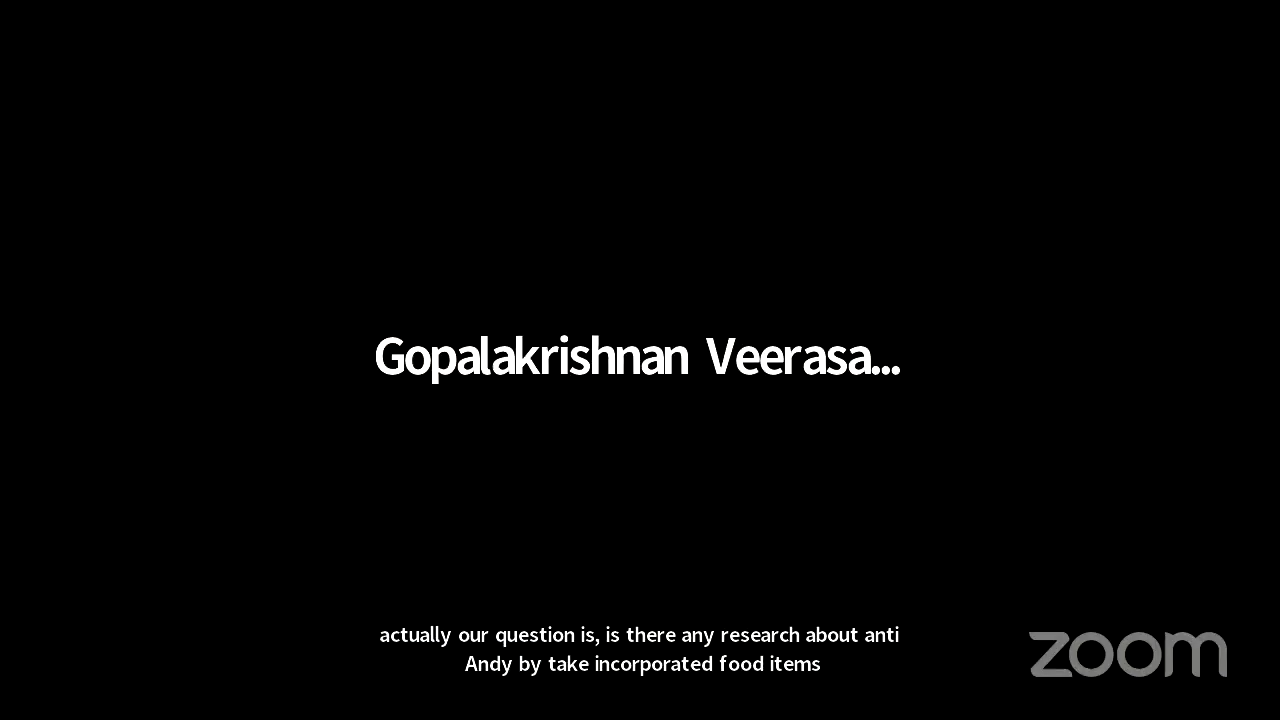 Gopalakrishnan Veerasa...
actually our question is, is there any research about anti
Andy by take incorporated food items
zoom